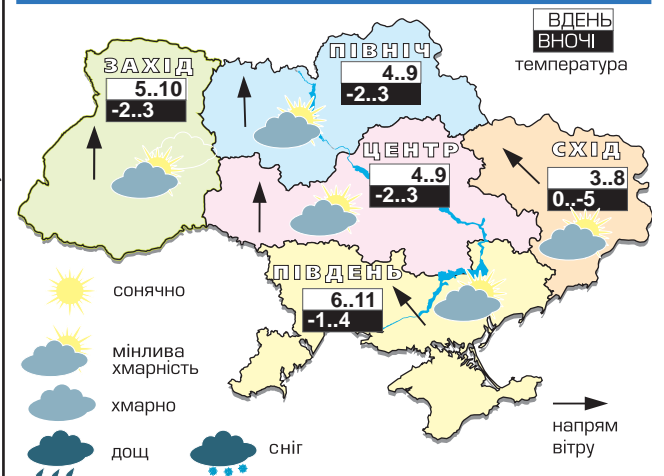 ВДЕНЬ
ВНОЧІ
температура
ПІВНІЧ
4..9
-2..3
ЗАХІД
5..10
-2..3
ЦЕНТР
4..9
-2..3
СХІД
3..8
0..-5
ПІВДЕНЬ
6..11
-1..4
сонячно
мінлива
хмарність
хмарно
дощ
сніг
напрям
вітру